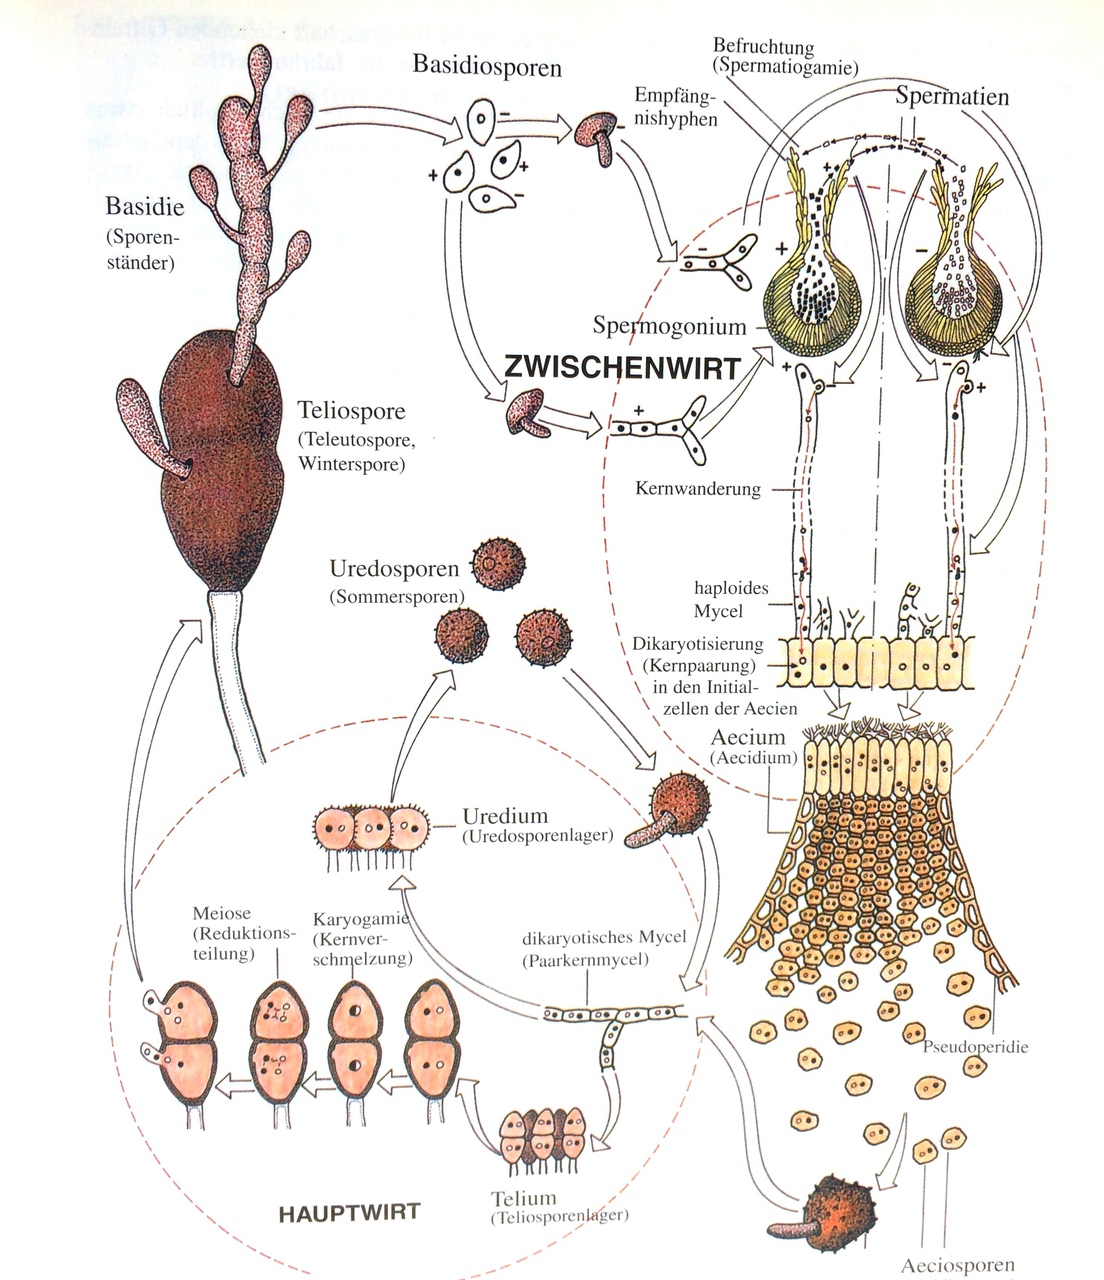 Basidiosporen
Befruchtung
(Spermatiogamie)
Empfäng-
nishyphen
Spermatien
Basidie
(Sporen-
ständer)
Spermogonium
ZWISCHENWIRT
Teliospore
(Teleutospore,
Winterspore)
Kernwanderung
Uredosporen
(Sommersporen)
haploides
Mycel
Dikaryotisierung
(Kernpaarung)
in den Initial-
zellen der Aecien
Aecium
(Aecidium)
Uredium
(Uredosporenlager)
Meiose
(Reduktions-
teilung)
Karyogamie
(Kernver-
schmelzung)
dikaryotisches Mycel
(Paarkernmycel)
Pseudoperidie
Telium
(Teliosporenlager)
HAUPTWIRT
Aeciosporen